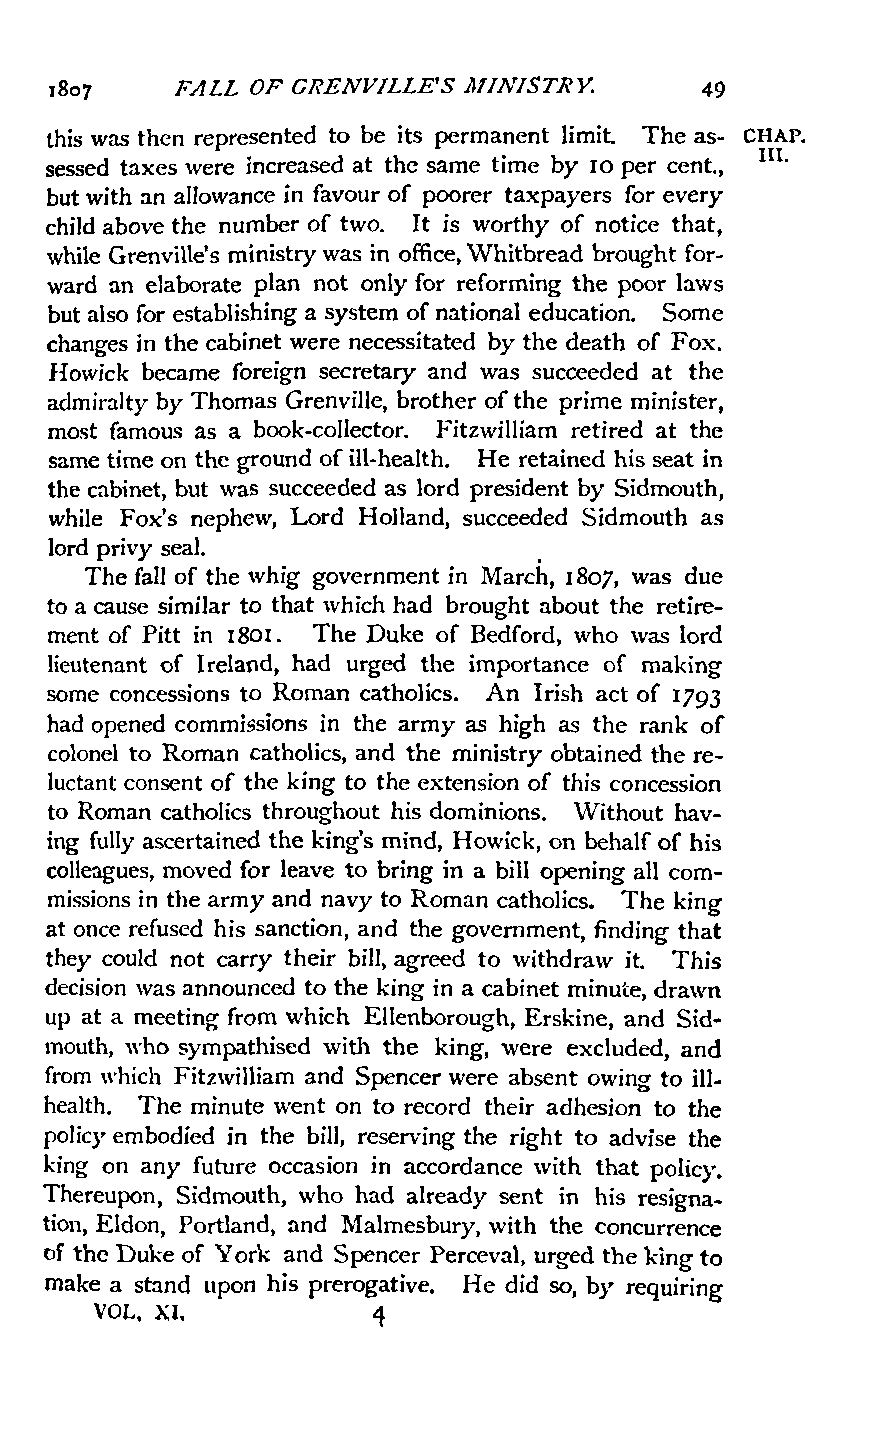 1807 FALL OF GRENVILLE'S MINISTRY. 49
this was then represented to be its permanent limit. The as-
CHAP.
III.
sessed taxes were increased at the same time by 10 per cent.,
but with an allowance in favour of poorer taxpayers for every
child above the number of two. It is worthy of notice that,
while Grenville's ministry was in office, Whitbread brought for-
ward an elaborate plan not only for reforming the poor laws
but also for establishing a system of national education. Some
changes in the cabinet were necessitated by the death of Fox.
Howick became foreign secretary and was succeeded at the
admiralty by Thomas Grenville, brother of the prime minister,
most famous as a book-collector. Fitzwilliam retired at the
same time on the ground of ill-health. He retained his seat in
the cabinet, but was succeeded as lord president by Sidmouth,
while Fox's nephew, Lord Holland, succeeded Sidmouth as
lord privy seal.
The fall of the whig government in March, 1807, was due
to a cause similar to that which had brought about the retire-
ment of Pitt in 1801. The Duke of Bedford, who was lord
lieutenant of Ireland, had urged the importance of making
some concessions to Roman catholics. An Irish act of 1793
had opened commissions in the army as high as the rank of
colonel to Roman catholics, and the ministry obtained the re-
luctant consent of the king to the extension of this concession
to Roman catholics throughout his dominions. Without hav-
ing fully ascertained the king's mind, Howick, on behalf of his
colleagues, moved for leave to bring in a bill opening all com-
missions in the army and navy to Roman catholics. The king
at once refused his sanction, and the government, finding that
they could not carry their bill, agreed to withdraw it. This
decision was announced to the king in a cabinet minute, drawn
up at a meeting from which Ellenborough, Erskine, and Sid-
mouth, who sympathised with the king, were excluded, and
from which Fitzwilliam and Spencer were absent owing to ill-
health. The minute went on to record their adhesion to the
policy embodied in the bill, reserving the right to advise the
king on any future occasion in accordance with that policy.
Thereupon, Sidmouth, who had already sent in his resigna-
tion, Eldon, Portland, and Malmesbury, with the concurrence
of the Duke of York and Spencer Perceval, urged the king to
make a stand upon his prerogative. He did so, by requiring
VOL. XI. 4